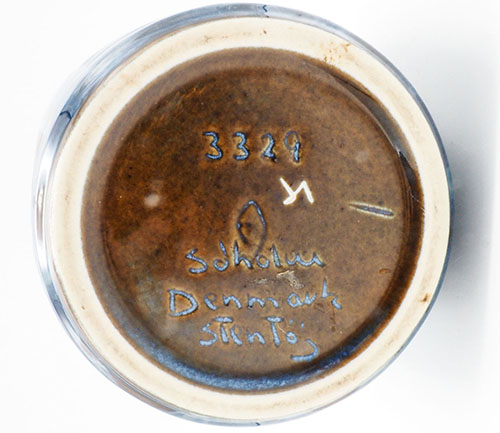 3329
Søholm
Denmark
Stentøj